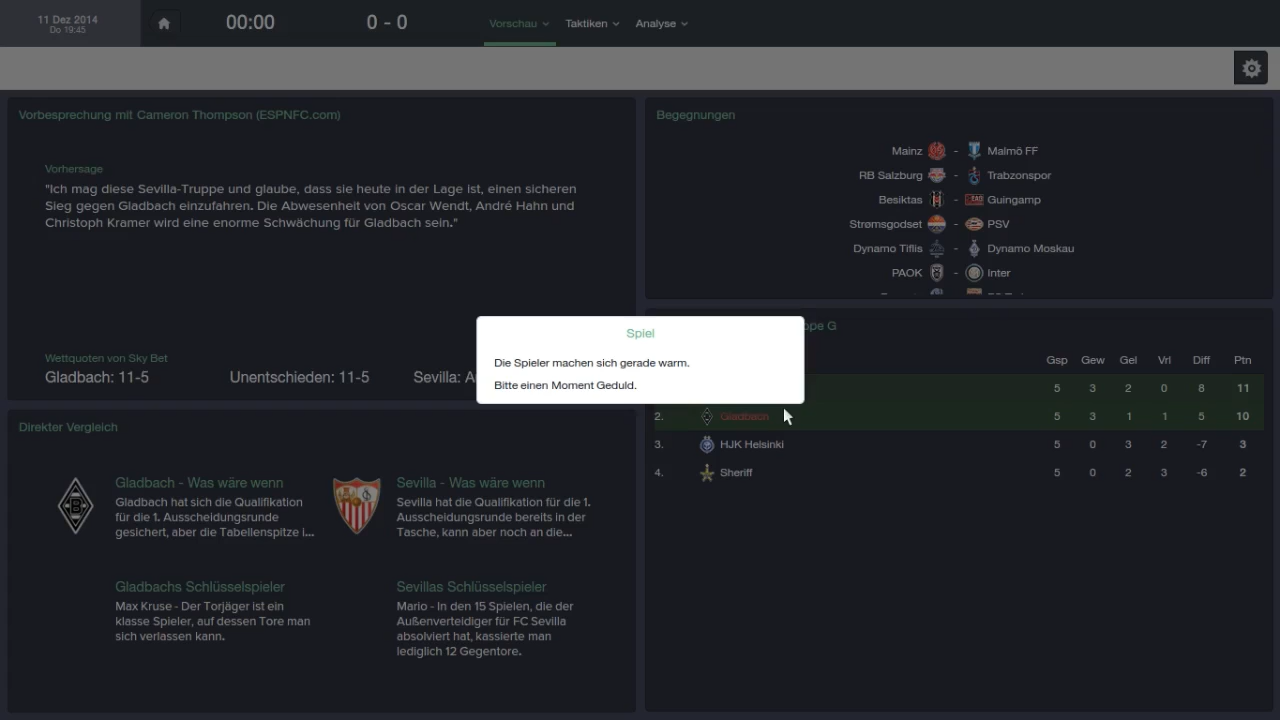 11 Dez 2014
Do 19:45
00:00
0 - 0
Vorschau
Taktiken
Analyse
Vorbesprechung mit Cameron Thompson (ESPNFC.com)
Vorhersage
"Ich mag diese Sevilla-Truppe und glaube, dass sie heute in der Lage ist, einen sicheren
Sieg gegen Gladbach einzufahren. Die Abwesenheit von Oscar Wendt, André Hahn und
Christoph Kramer wird eine enorme Schwächung für Gladbach sein."
Wettquoten von Sky Bet
Gladbach: 11-5
Unentschieden: 11-5
Sevilla:
Begegnungen
Mainz - Malmö FF
RB Salzburg - Trabzonspor
Besiktas - Guingamp
Strømsgodset - PSV
Dynamo Tiflis - Dynamo Moskau
PAOK - Inter
Spiel
Die Spieler machen sich gerade warm.
Bitte einen Moment Geduld.
ppe G
Gsp Gew Gel Vrl Diff Ptn
5 3 2 0 8 11
2. Gladbach 5 3 1 1 5 10
3. HJK Helsinki 5 0 3 2 -7 3
4. Sheriff 5 0 2 3 -6 2
Direkter Vergleich
Gladbach - Was wäre wenn
Gladbach hat sich die Qualifikation
für die 1. Ausscheidungsrunde
gesichert, aber die Tabellenspitze i...
Sevilla - Was wäre wenn
Sevilla hat die Qualifikation für die 1.
Ausscheidungsrunde bereits in der
Tasche, kann aber noch an die...
Gladbachs Schlüsselspieler
Max Kruse - Der Torjäger ist ein
klasse Spieler, auf dessen Tore man
sich verlassen kann.
Sevillas Schlüsselspieler
Mario - In den 15 Spielen, die der
Außenverteidiger für FC Sevilla
absolviert hat, kassierte man
lediglich 12 Gegentore.